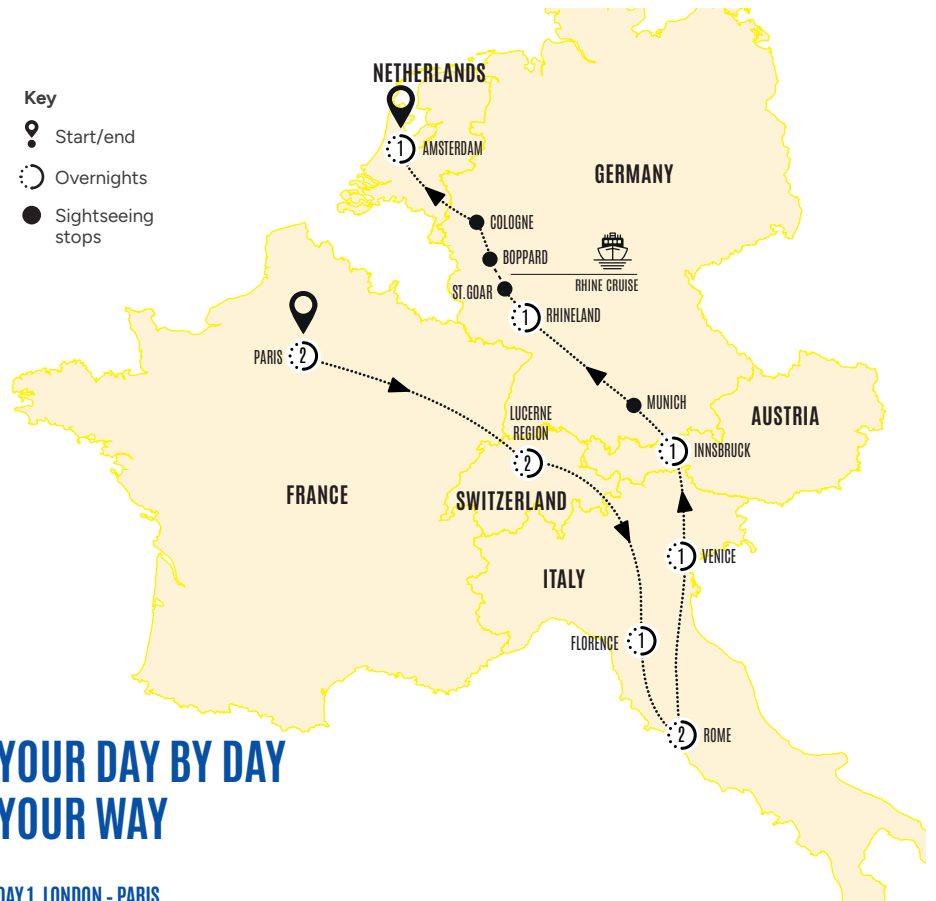 NETHERLANDS
Key
Start/end
Overnights
Sightseeing
stops
1 AMSTERDAM
GERMANY
COLOGNE
BOPPARD
RHINE CRUISE
ST.GOAR
1 RHINELAND
PARIS 2
MUNICH
LUCERNE
REGION
2
AUSTRIA
1 INNSBRUCK
FRANCE
SWITZERLAND
1 VENICE
ITALY
FLORENCE 1
2 ROME
YOUR DAY BY DAY
YOUR WAY
DAY 1 LONDON - PARIS